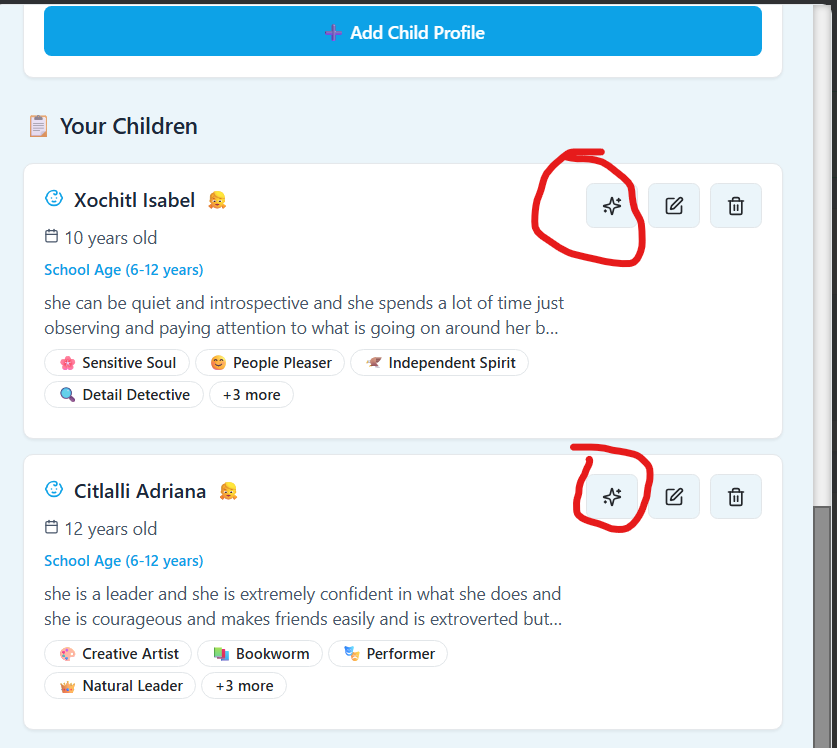 Add Child Profile
Your Children
Xochitl Isabel
10 years old
School Age (6-12 years)
she can be quiet and introspective and she spends a lot of time just
observing and paying attention to what is going on around her b...
Sensitive Soul People Pleaser Independent Spirit
Detail Detective +3 more
Citlalli Adriana
12 years old
School Age (6-12 years)
she is a leader and she is extremely confident in what she does and
she is courageous and makes friends easily and is extroverted but...
Creative Artist Bookworm Performer
Natural Leader +3 more